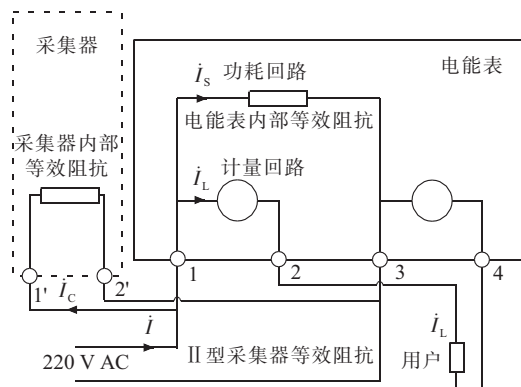 采集器
电能表
İS 功耗回路
电能表内部等效阻抗
采集器内部
等效阻抗
İL 计量回路
1 2 3 4
1' 2'
İC
İ
İL
220 V AC
II型采集器等效阻抗
用户